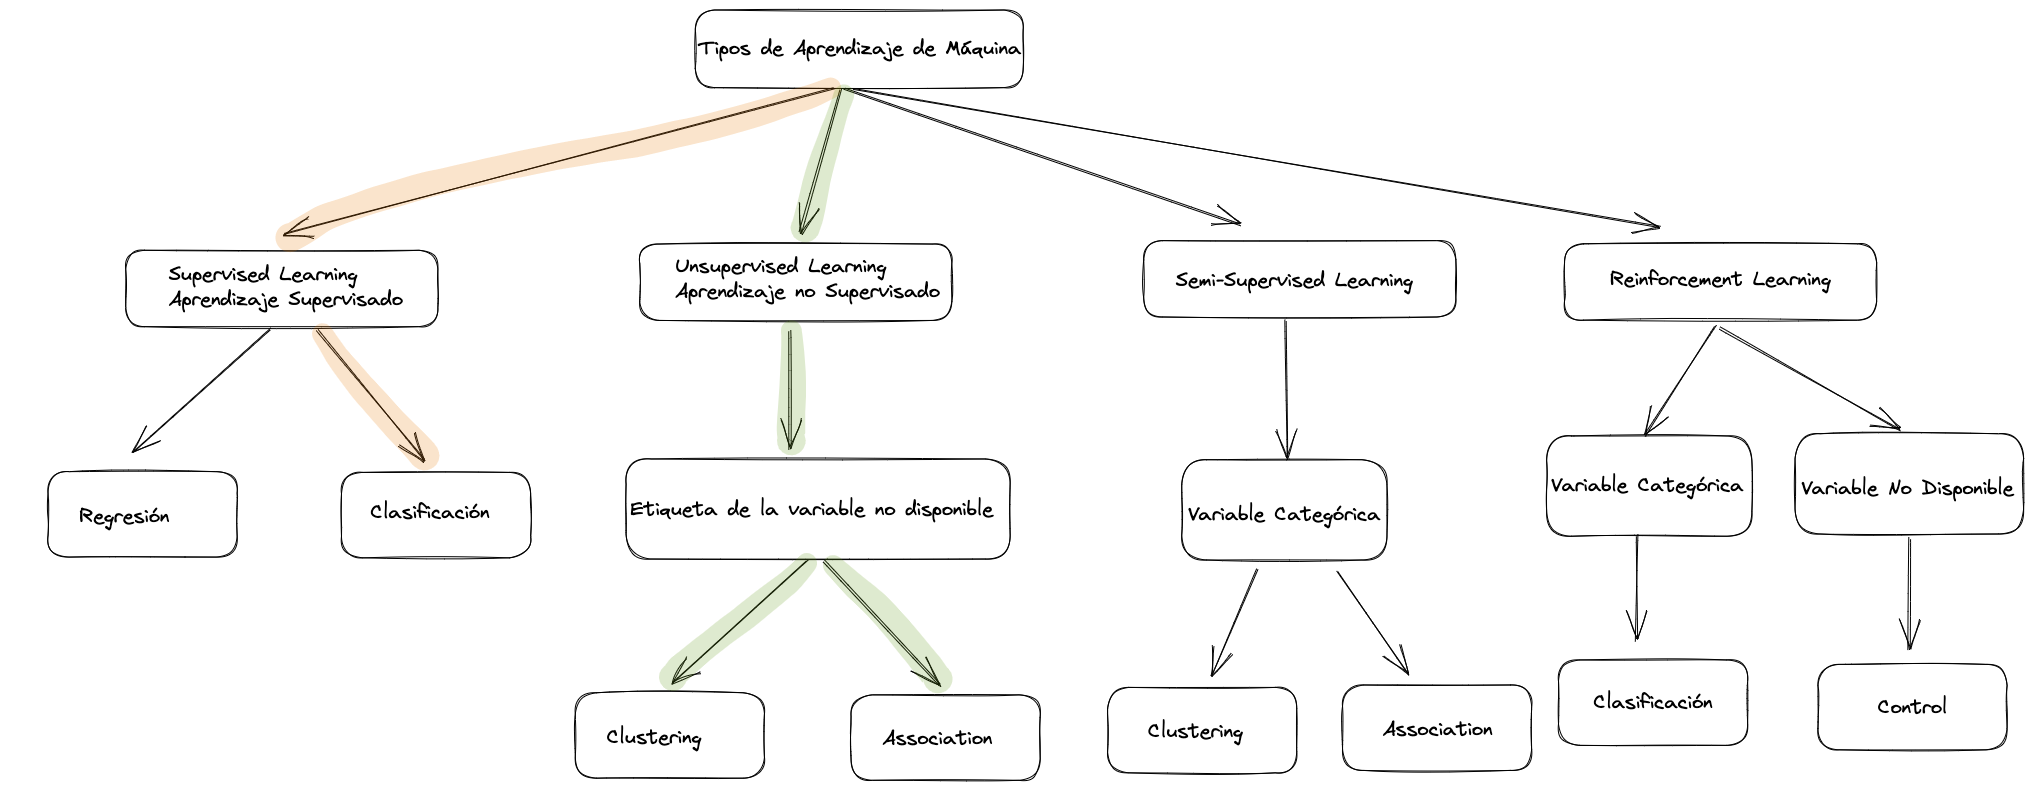 Tipos de Aprendizaje de Máquina
Supervised Learning
Aprendizaje Supervisado
Unsupervised Learning
Aprendizaje no Supervisado
Semi-Supervised Learning
Reinforcement Learning
Regresión
Clasificación
Etiqueta de la variable no disponible
Variable Categórica
Variable Categórica
Variable No Disponible
Clustering
Association
Clustering
Association
Clasificación
Control